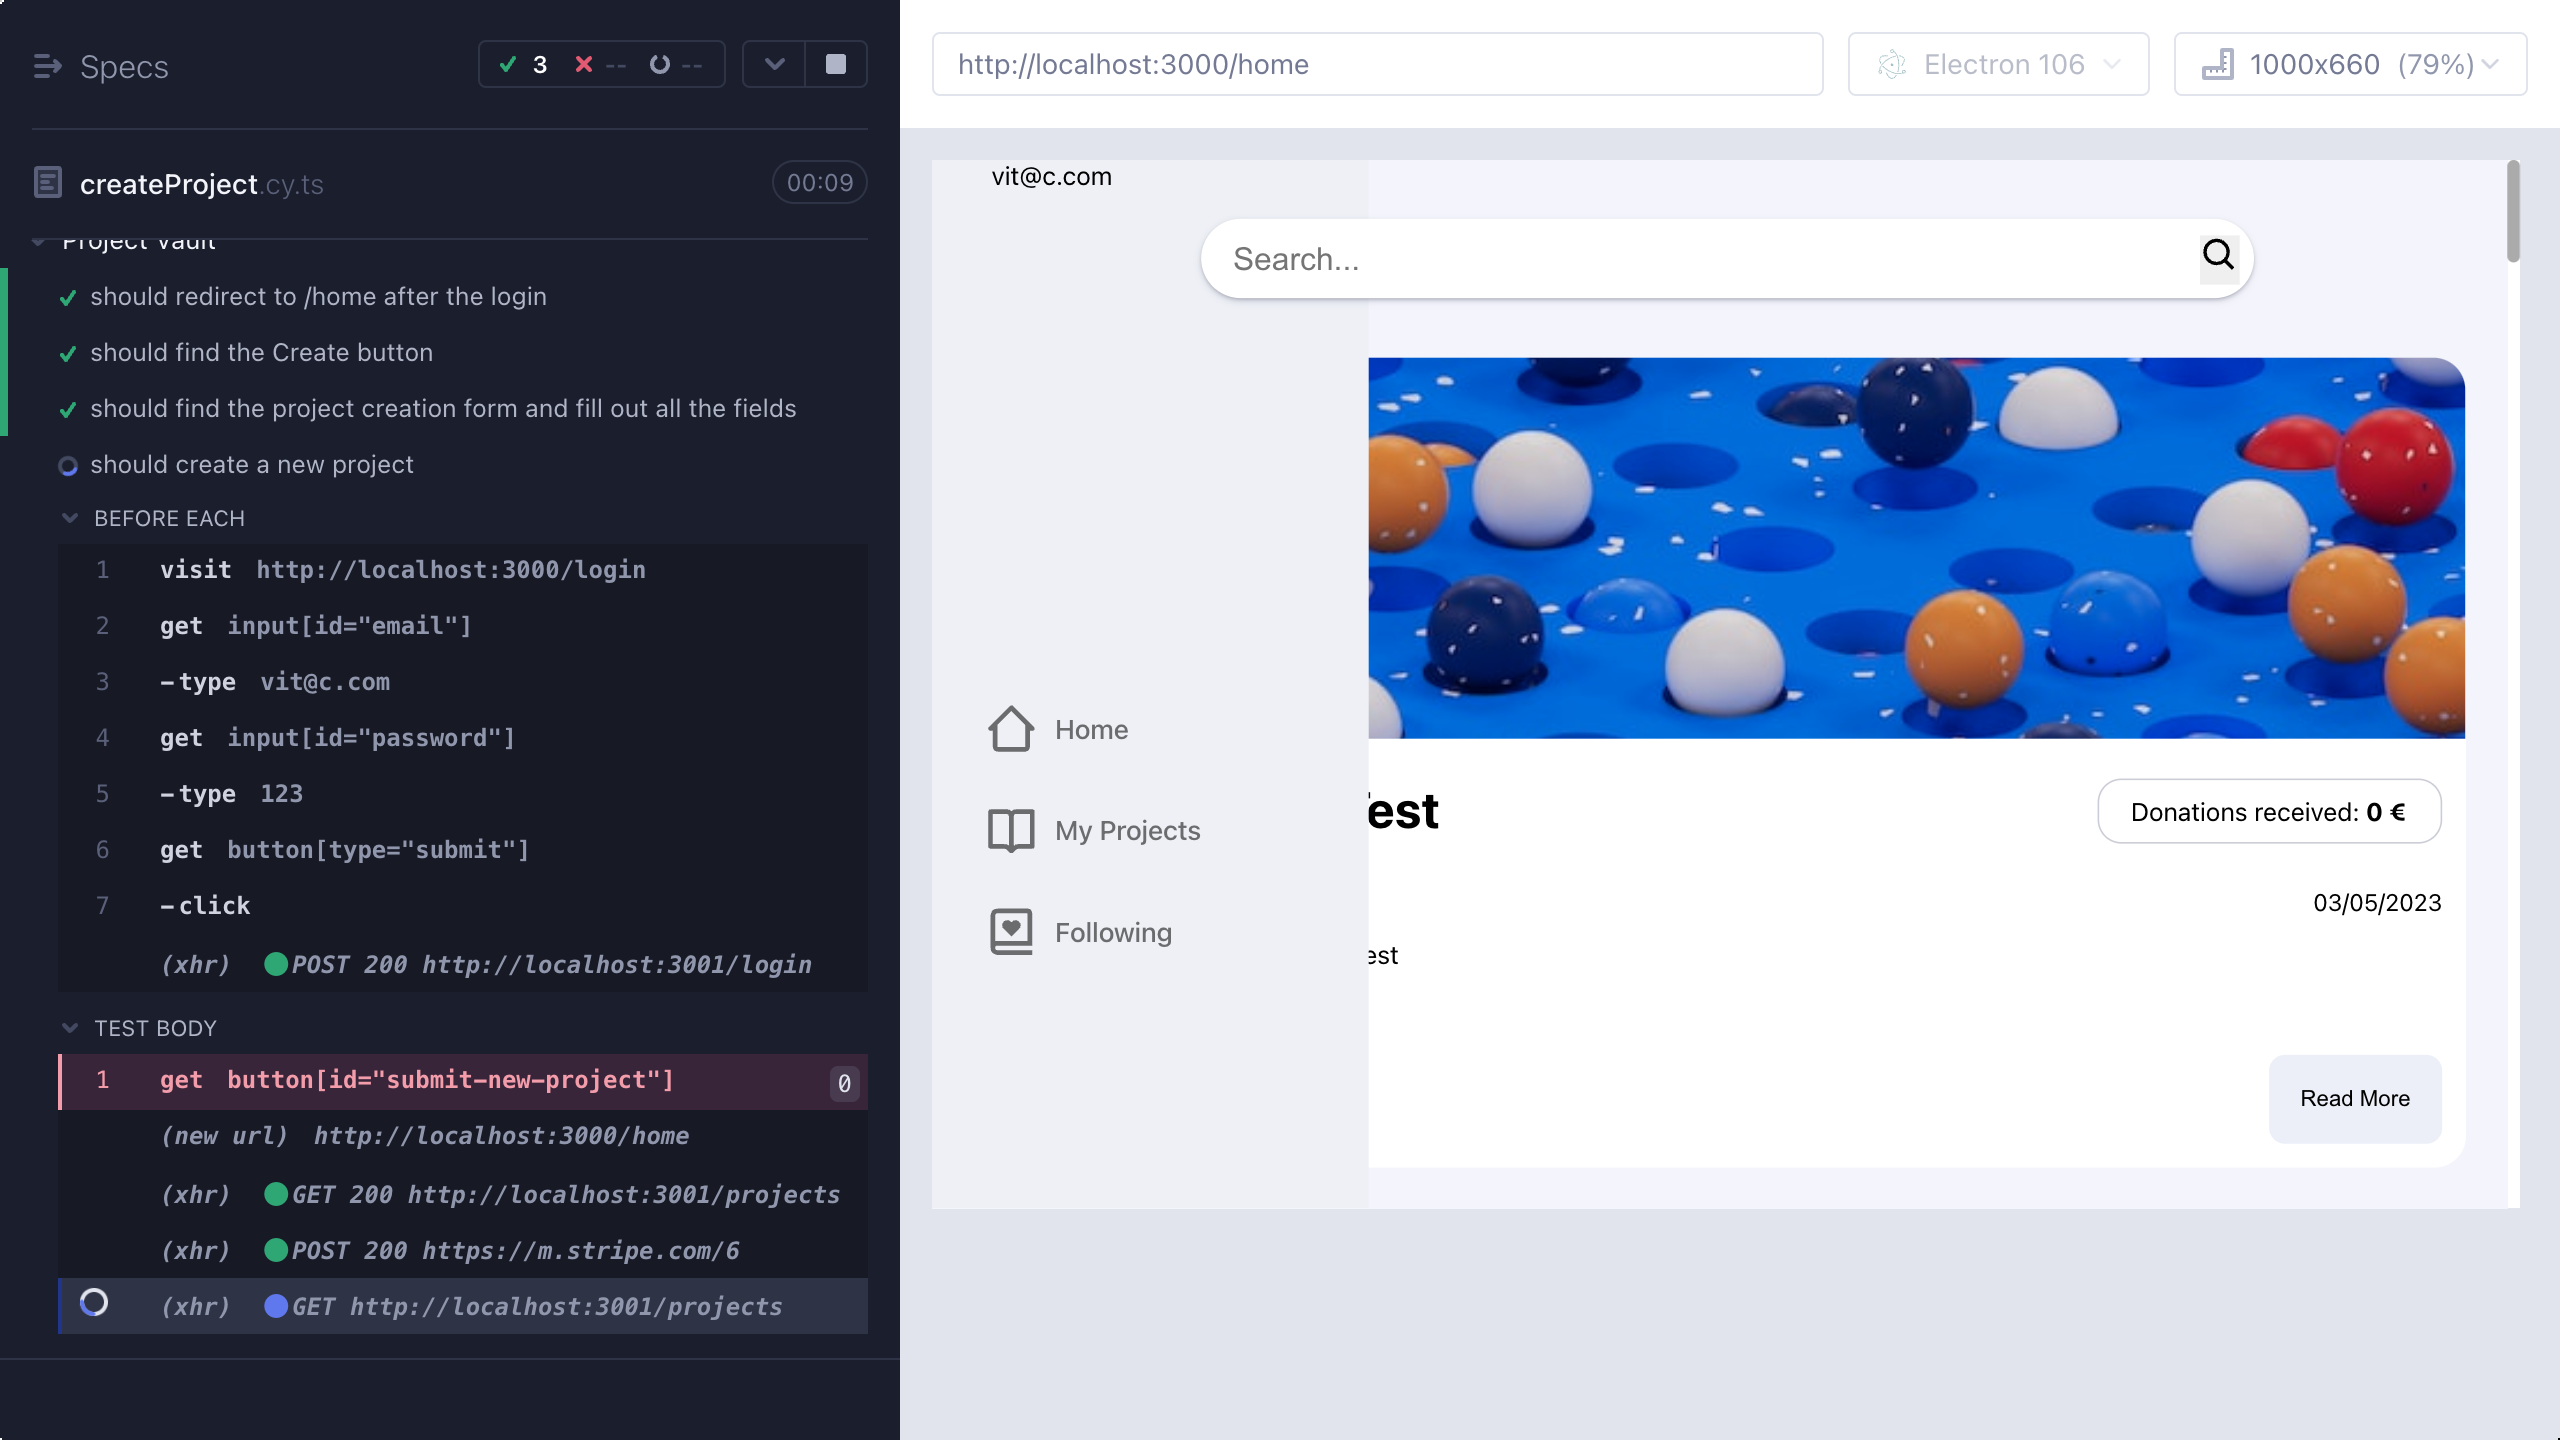 Specs
3 -- --
createProject.cy.ts
00:09
Project Vault
should redirect to /home after the login
should find the Create button
should find the project creation form and fill out all the fields
should create a new project
BEFORE EACH
1 visit http://localhost:3000/login
2 get input[id="email"]
3 -type vit@c.com
4 get input[id="password"]
5 -type 123
6 get button[type="submit"]
7 -click
(xhr) POST 200 http://localhost:3001/login
TEST BODY
1 get button[id="submit-new-project"] 0
(new url) http://localhost:3000/home
(xhr) GET 200 http://localhost:3001/projects
(xhr) POST 200 https://m.stripe.com/6
(xhr) GET http://localhost:3001/projects
http://localhost:3000/home
Electron 106
1000x660 (79%)
vit@c.com
Search...
Home
My Projects
Following
est
Donations received: 0 €
03/05/2023
est
Read More